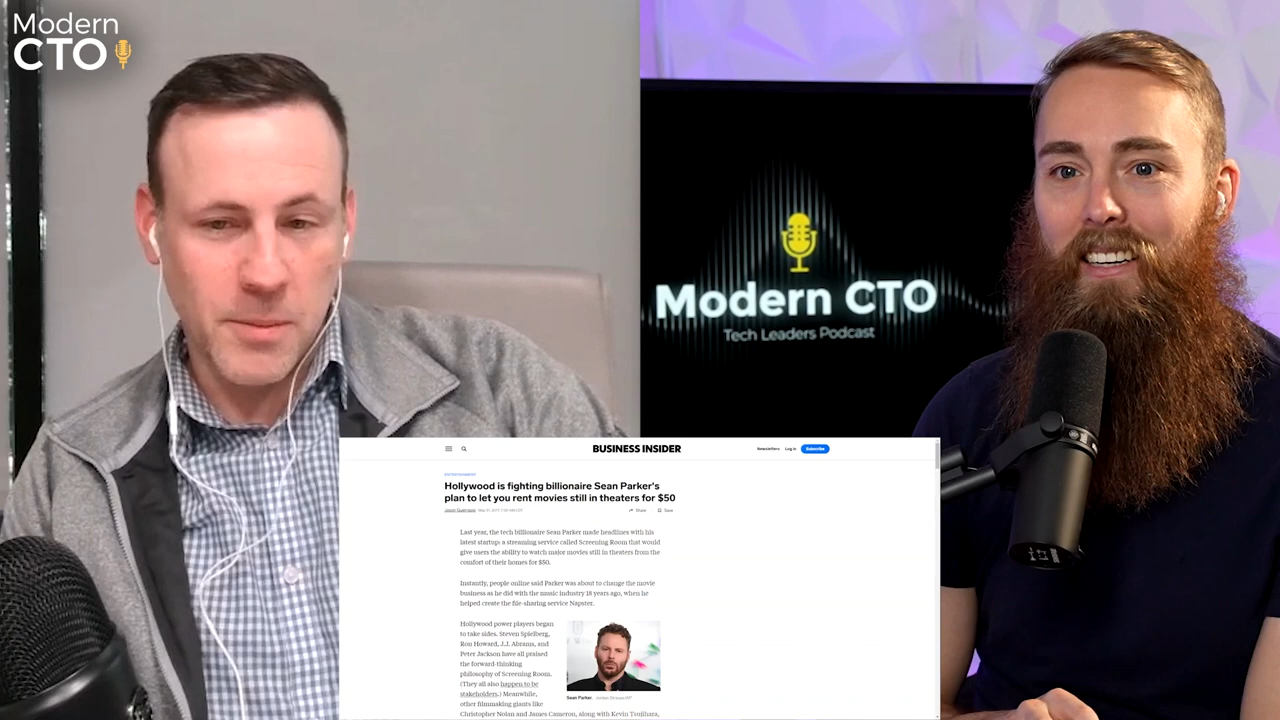 Modern
CTO
Modern CTO
Tech Leaders Podcast
BUSINESS INSIDER
Newsletters
Log in
Subscribe
ENTERTAINMENT
Hollywood is fighting billionaire Sean Parker's
plan to let you rent movies still in theaters for $50
Jason Guerrasio
Share
Save
Last year, the tech billionaire Sean Parker made headlines with his
latest startup: a streaming service called Screening Room that would
give users the ability to watch major movies still in theaters from the
comfort of their homes for $50.
Instantly, people online said Parker was about to change the movie
business as he did with the music industry 18 years ago, when he
helped create the file-sharing service Napster.
Hollywood power players began
to take sides. Steven Spielberg,
Ron Howard, J.J. Abrams, and
Peter Jackson have all praised
the forward-thinking
philosophy of Screening Room.
(They all also happen to be
stakeholders.) Meanwhile,
other filmmaking giants like
Christopher Nolan and James Cameron, along with Kevin Tsujihara,
Sean Parker.